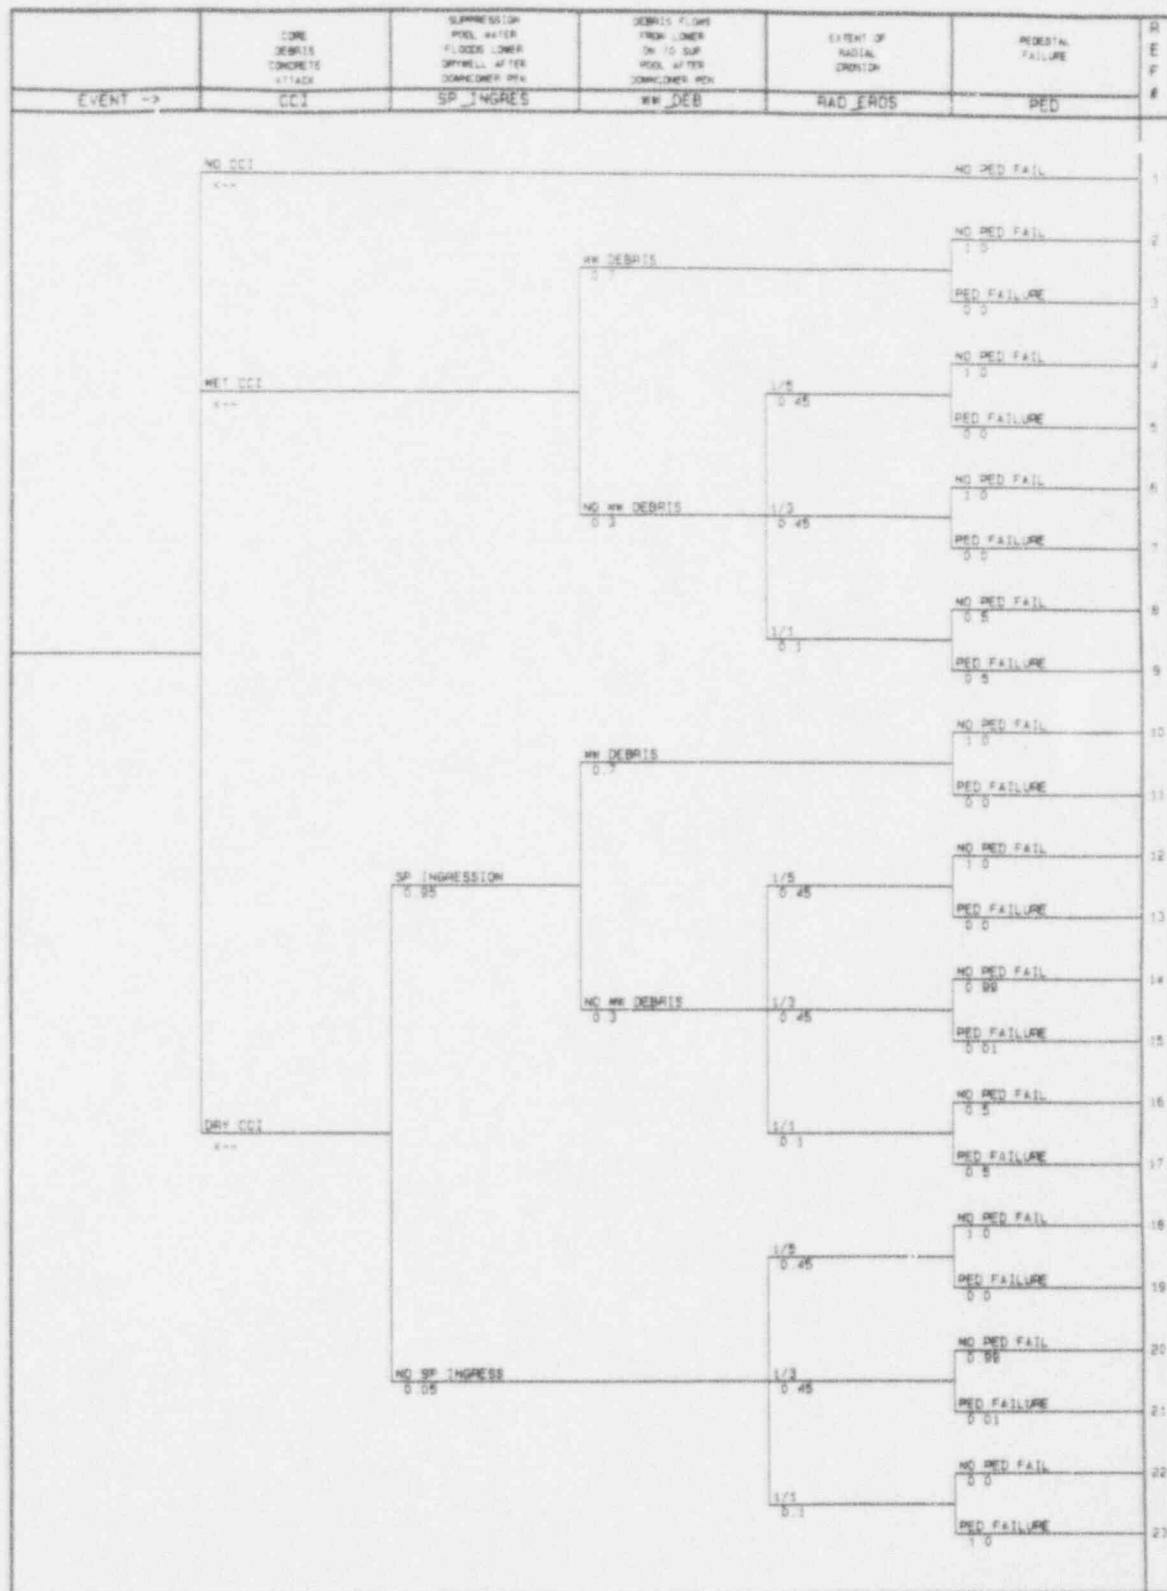 CORE
DEBRIS
CONCRETE
ATTACK
SUPPRESSION
POOL WATER
FLOODS LOWER
DRYWELL AFTER
DOWNCOMER PEN
DEBRIS FLOWS
FROM LOWER
DW TO SUP
POOL AFTER
DOWNCOMER PEN
EXTENT OF
RADIAL
EROSION
PEDESTAL
FAILURE
R
E
F
#
EVENT -> CCI SP_INGRES WW_DEB RAD_EROS PED
NO CCI
<--
NO PED FAIL
1
NO PED FAIL
1.0
2
WW DEBRIS
0.7
PED FAILURE
0.0
3
NO PED FAIL
1.0
4
WET CCI
<--
1/5
0.45
PED FAILURE
0.0
5
NO PED FAIL
1.0
6
NO WW DEBRIS
0.3
1/3
0.45
PED FAILURE
0.0
7
NO PED FAIL
0.5
8
1/1
0.1
PED FAILURE
0.5
9
NO PED FAIL
1.0
10
WW DEBRIS
0.7
PED FAILURE
0.0
11
NO PED FAIL
1.0
12
SP INGRESSION
0.95
1/5
0.45
PED FAILURE
0.0
13
NO PED FAIL
0.99
14
NO WW DEBRIS
0.3
1/3
0.45
PED FAILURE
0.01
15
NO PED FAIL
0.5
16
DRY CCI
<--
1/1
0.1
PED FAILURE
0.5
17
NO PED FAIL
1.0
18
1/5
0.45
PED FAILURE
0.0
19
NO PED FAIL
0.99
20
NO SP INGRESS
0.05
1/3
0.45
PED FAILURE
0.01
21
NO PED FAIL
0.0
22
1/1
0.1
PED FAILURE
1.0
23